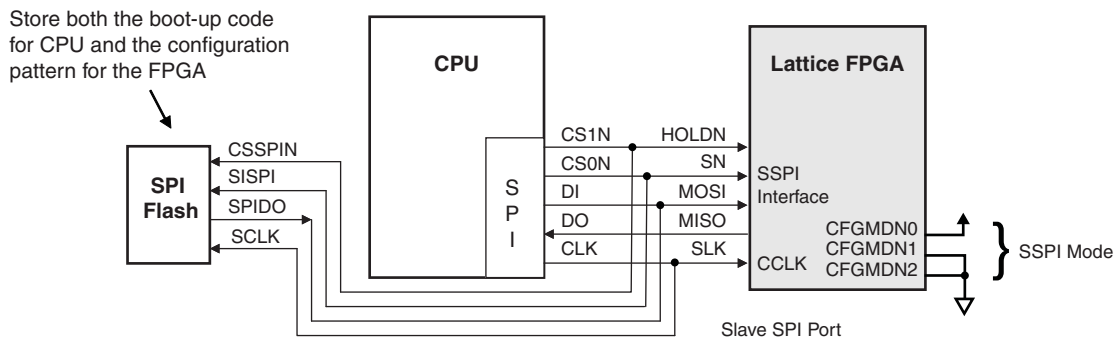 Store both the boot-up code
for CPU and the configuration
pattern for the FPGA
CPU
Lattice FPGA
CS1N HOLDN
CSSPIN
CS0N SN
SSPI
Interface
SISPI
SPI
Flash
S
P
I
DI MOSI
SPIDO
DO MISO
SCLK
CLK SLK
CCLK
CFGMDN0
CFGMDN1
CFGMDN2
} SSPI Mode
Slave SPI Port